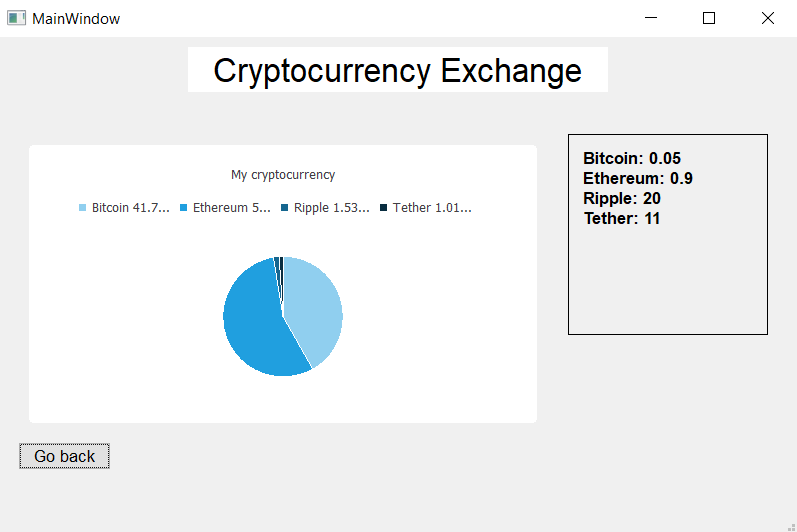 MainWindow
Cryptocurrency Exchange
My cryptocurrency
Bitcoin 41.7... Ethereum 5... Ripple 1.53... Tether 1.01...
Bitcoin: 0.05
Ethereum: 0.9
Ripple: 20
Tether: 11
Go back